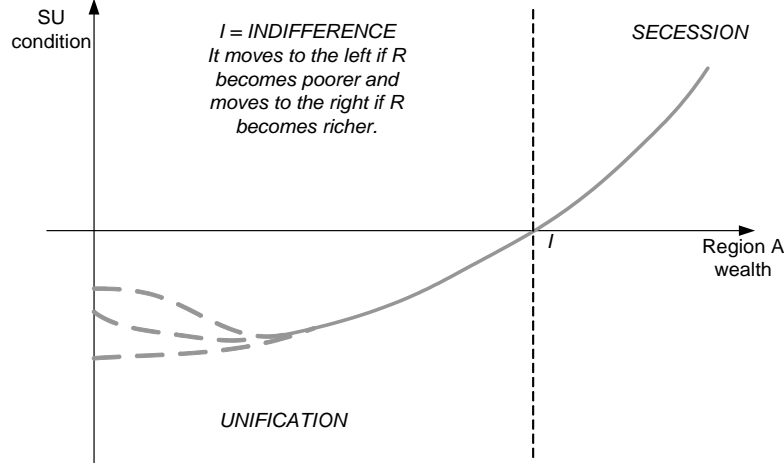 SU
condition
I = INDIFFERENCE
It moves to the left if R
becomes poorer and
moves to the right if R
becomes richer.
SECESSION
I
Region A
wealth
UNIFICATION